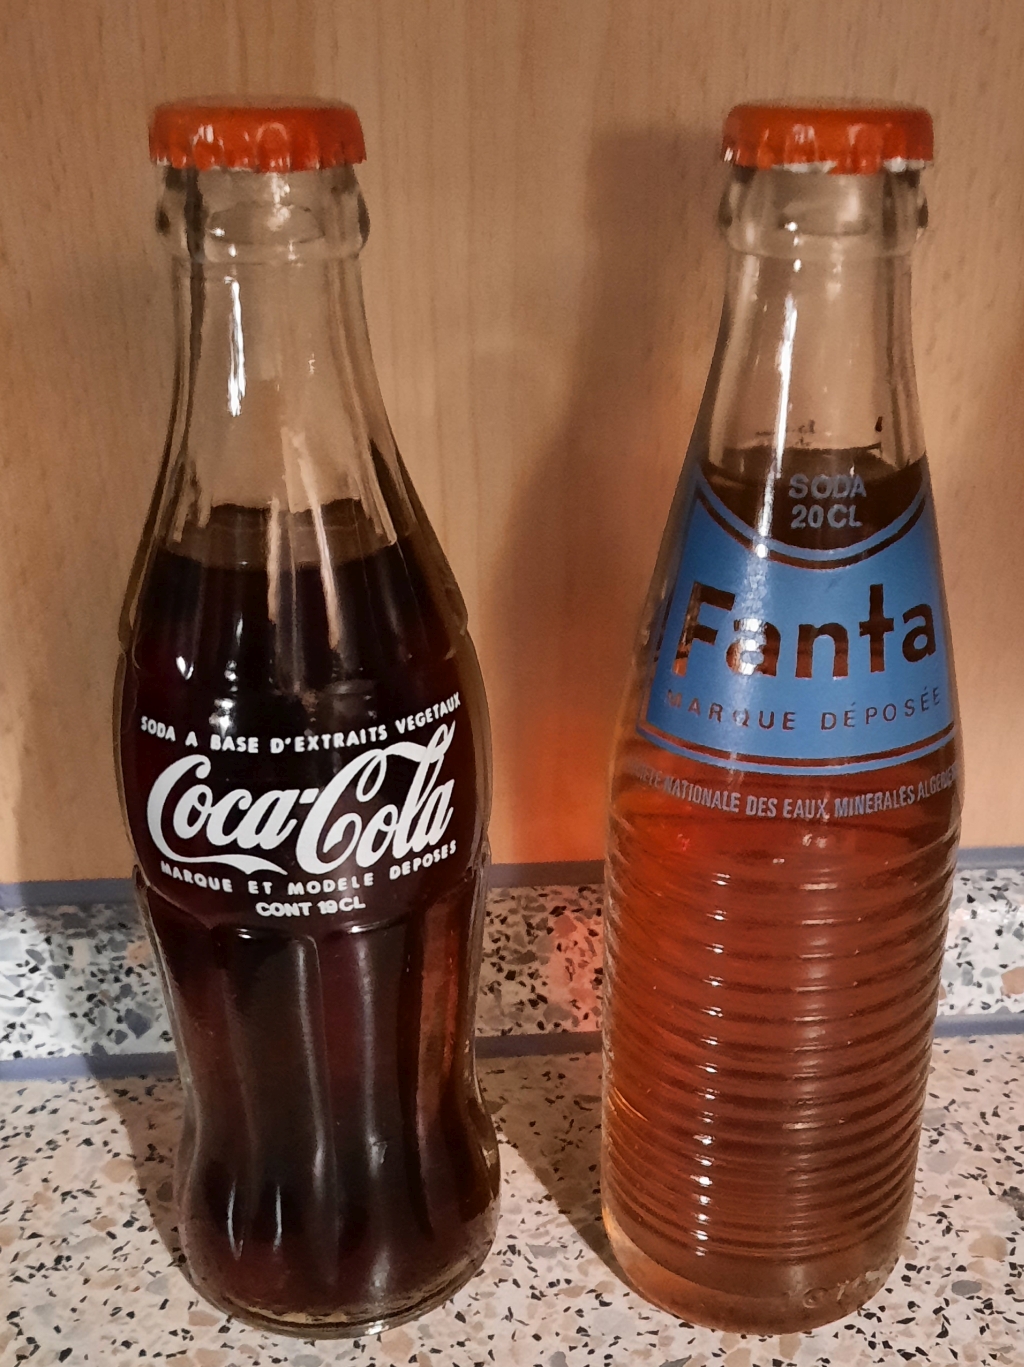 SODA A BASE D'EXTRAITS VEGETAUX
Coca-Cola
MARQUE ET MODELE DEPOSES
CONT 19CL
SODA
20CL
Fanta
MARQUE DÉPOSÉE
NATIONALE DES EAUX MINERALES